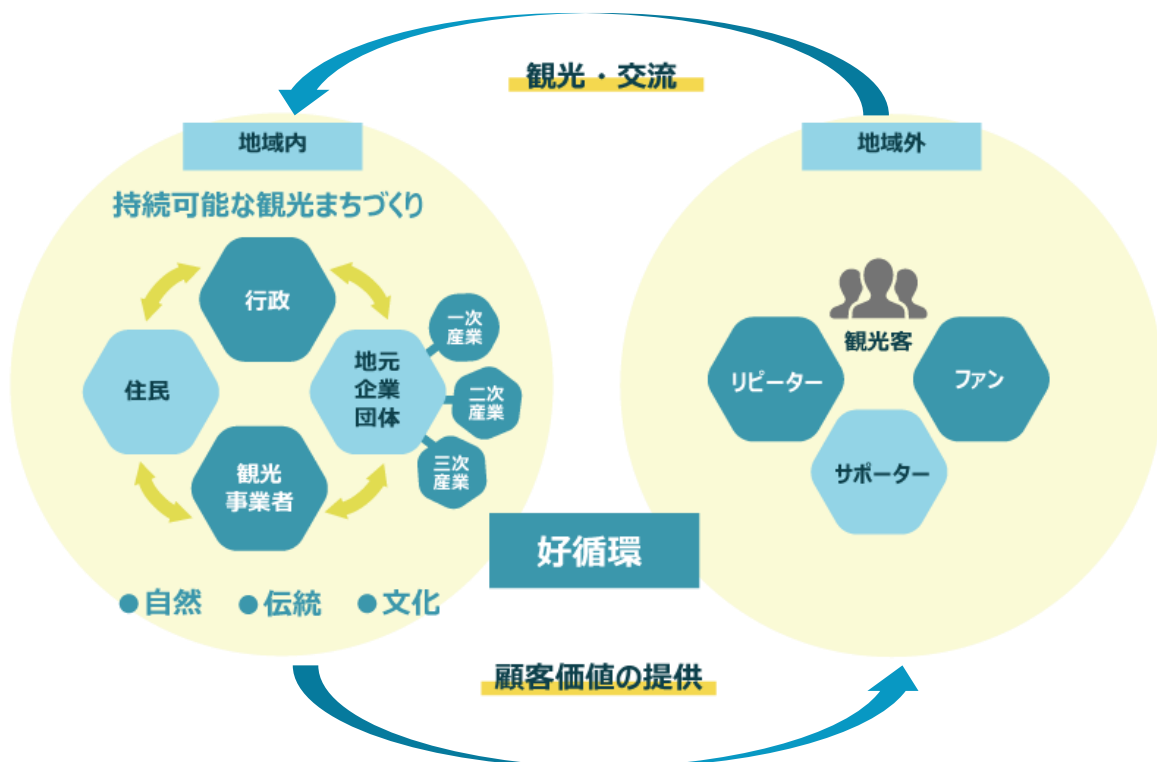 観光・交流
地域内
持続可能な観光まちづくり
行政
住民
地元
企業
団体
一次
産業
二次
産業
三次
産業
観光
事業者
●自然 ●伝統 ●文化
地域外
観光客
リピーター
ファン
サポーター
好循環
顧客価値の提供